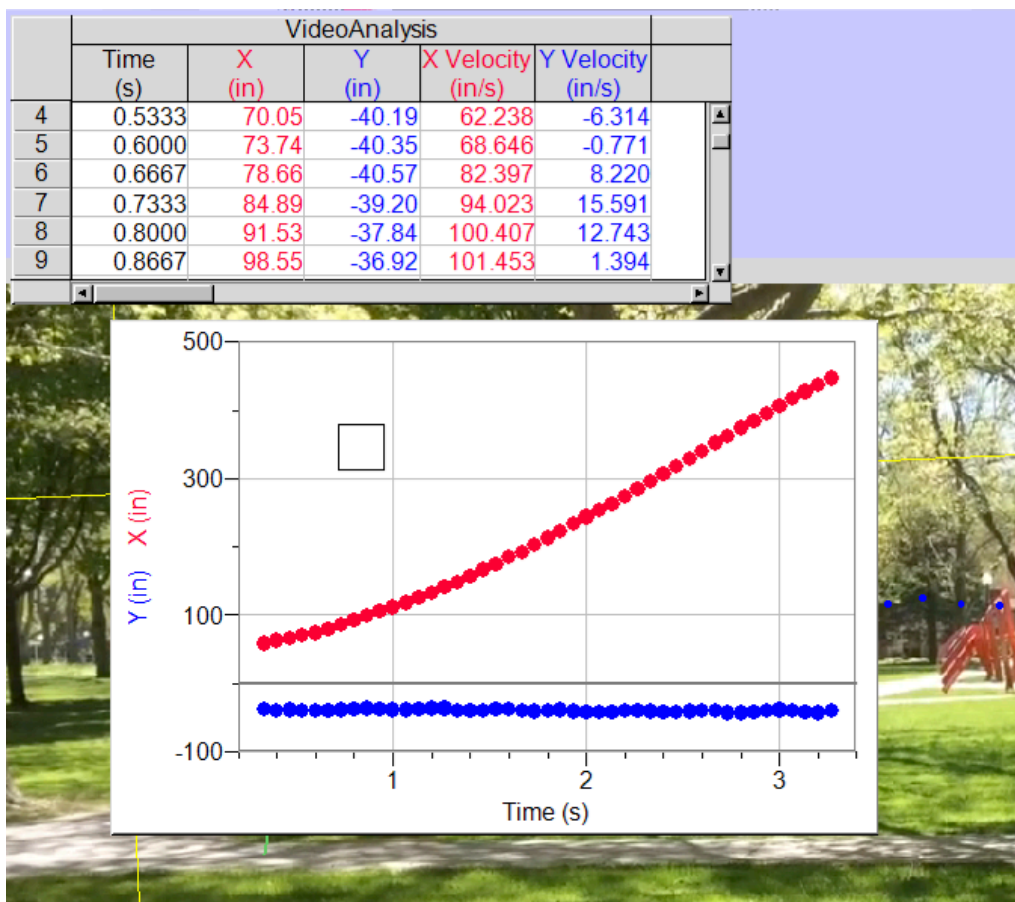 VideoAnalysis
Time X Y X Velocity Y Velocity
(s) (in) (in) (in/s) (in/s)
4 0.5333 70.05 -40.19 62.238 -6.314
5 0.6000 73.74 -40.35 68.646 -0.771
6 0.6667 78.66 -40.57 82.397 8.220
7 0.7333 84.89 -39.20 94.023 15.591
8 0.8000 91.53 -37.84 100.407 12.743
9 0.8667 98.55 -36.92 101.453 1.394
500
300
100
-100
Y (in) X (in)
1 2 3
Time (s)